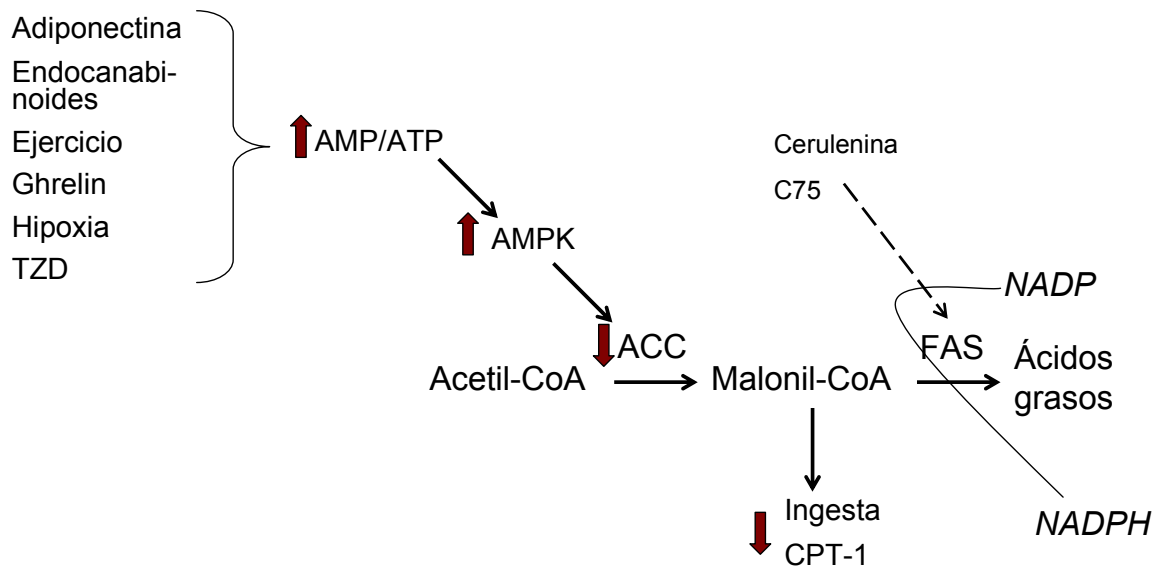 Adiponectina
Endocanabi-
noides
Ejercicio
Ghrelin
Hipoxia
TZD
AMP/ATP
AMPK
ACC
Acetil-CoA
Malonil-CoA
Cerulenina
C75
NADP
FAS
Ácidos
grasos
Ingesta
CPT-1
NADPH